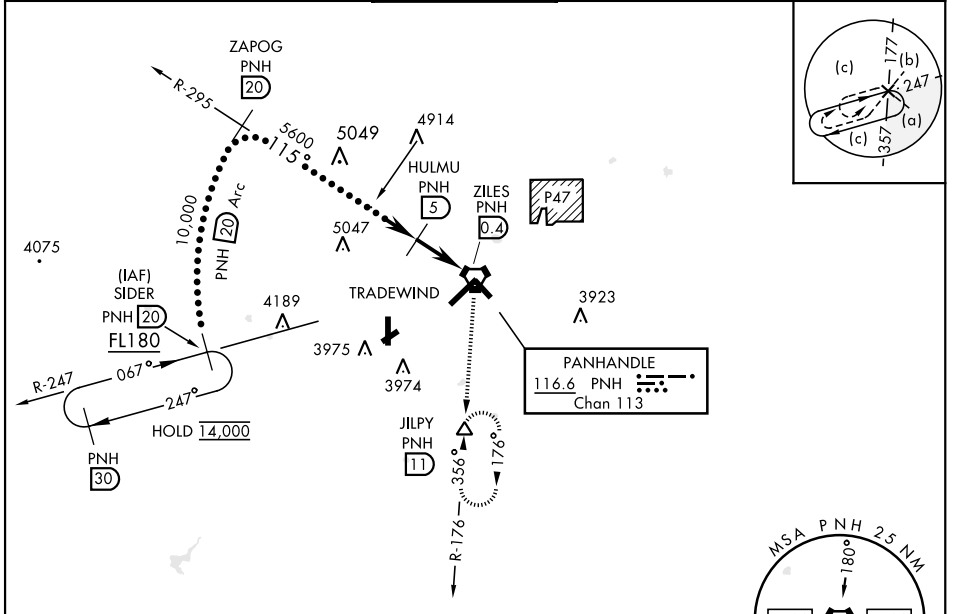 ZAPOG
PNH
20
R-295
5600
115°
5049
4914
HULMU
PNH
5
ZILES
PNH
0.4
P47
(c)
177
(b)
247
(a)
(c)
357
10,000
PNH 20 Arc
5047
4075
(IAF)
SIDER
PNH 20
FL180
4189
TRADEWIND
3923
3975
3974
R-247
067°
247°
HOLD 14,000
PNH
30
PANHANDLE
116.6 PNH
Chan 113
JILPY
PNH
11
356°
176°
R-176
MSA PNH 25 NM
180°